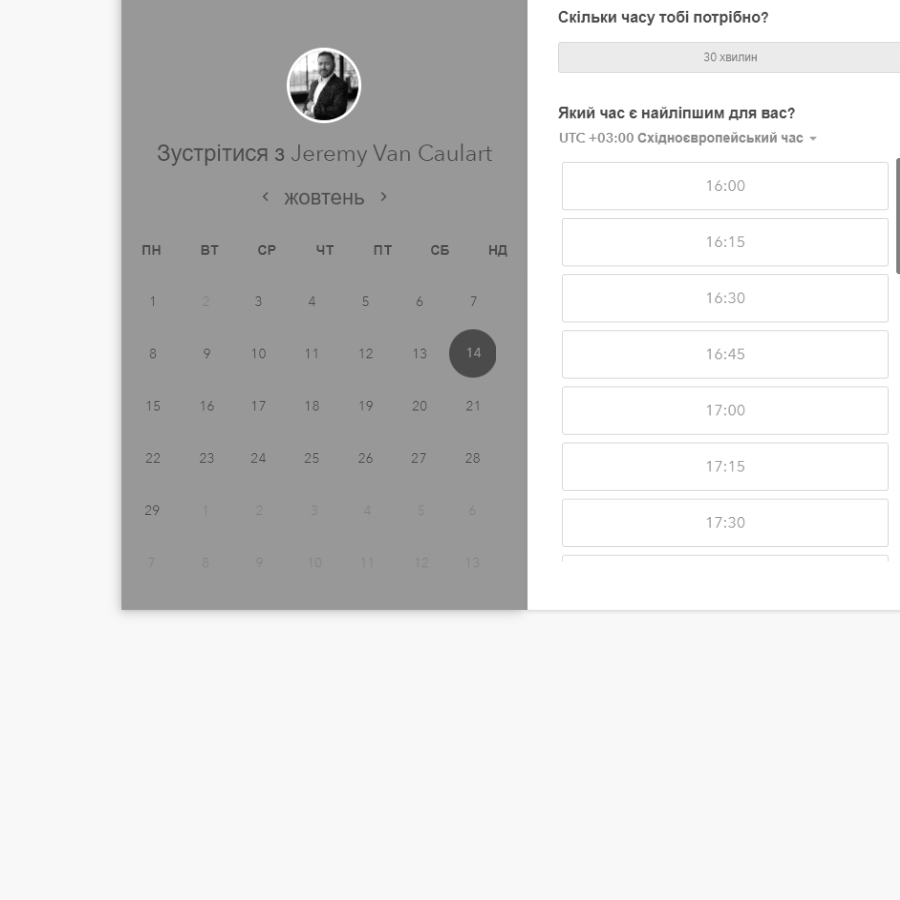 Зустрітися з Jeremy Van Caulart
‹ жовтень ›
ПН ВТ СР ЧТ ПТ СБ НД
1 2 3 4 5 6 7
8 9 10 11 12 13 14
15 16 17 18 19 20 21
22 23 24 25 26 27 28
29 1 2 3 4 5 6
7 8 9 10 11 12 13
Скільки часу тобі потрібно?
30 хвилин
Який час є найліпшим для вас?
UTC +03:00 Східноєвропейський час
16:00
16:15
16:30
16:45
17:00
17:15
17:30